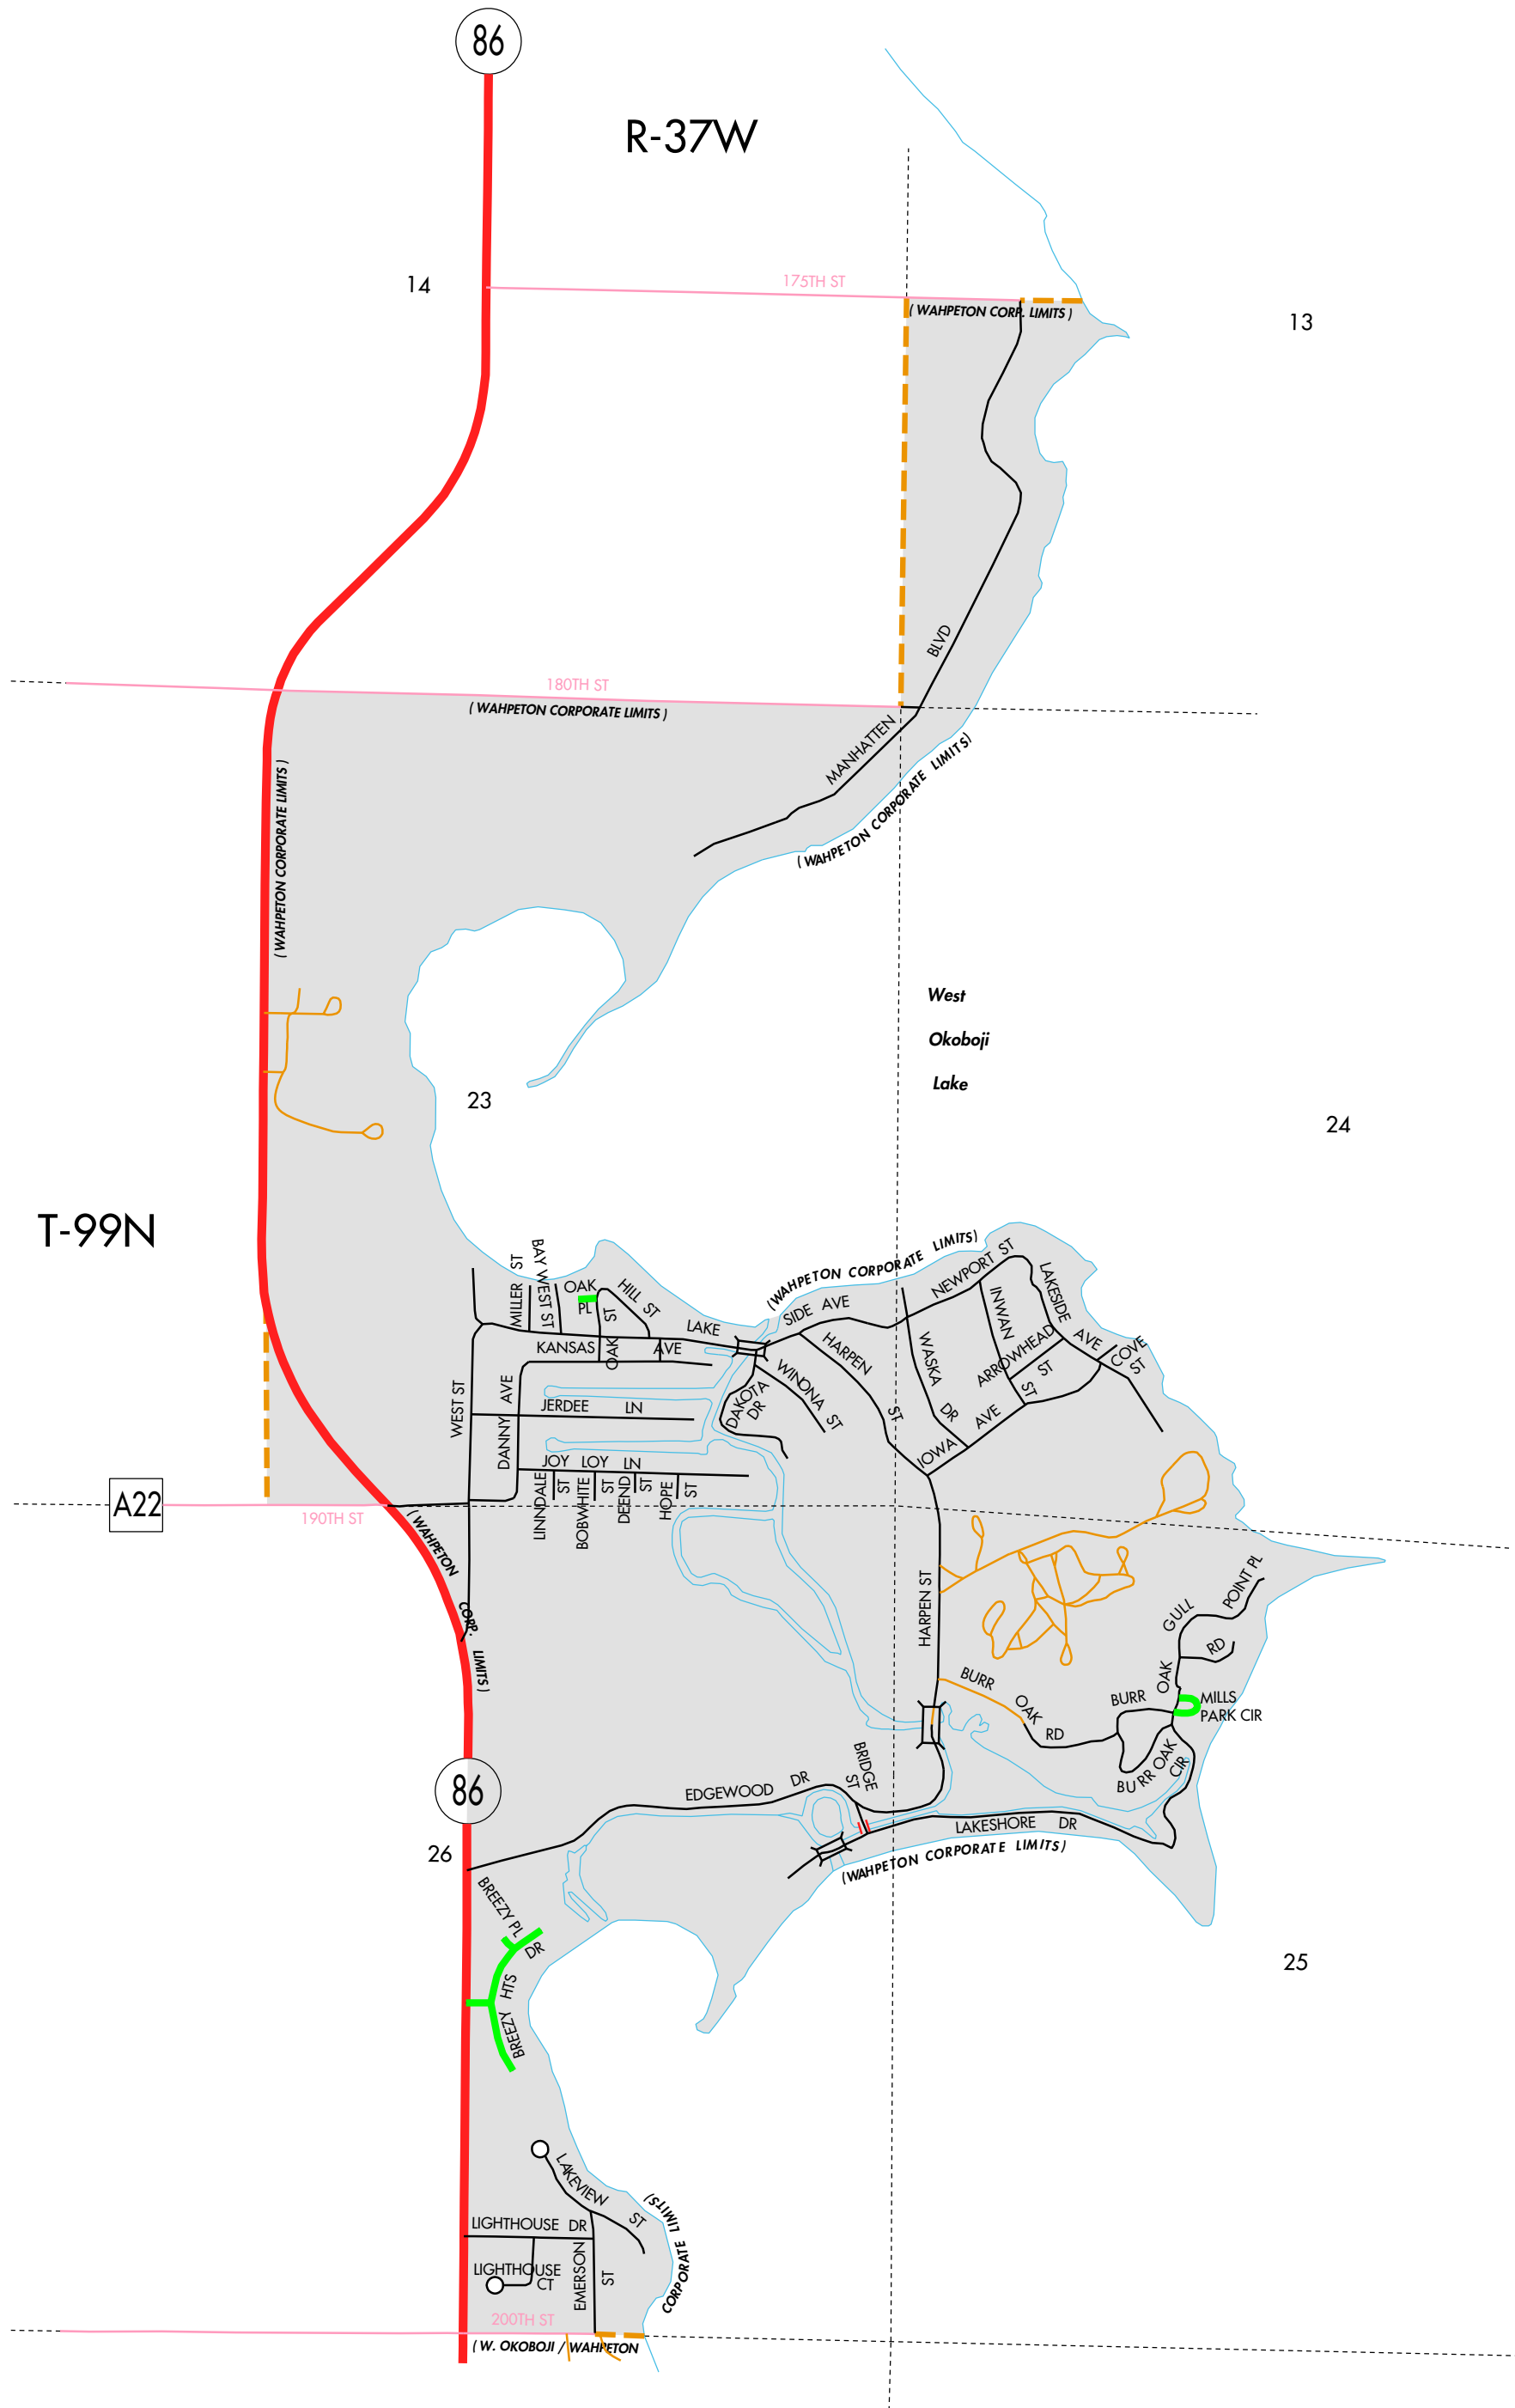 86
R-37W
175TH ST
14
( WAHPETON CORP. LIMITS )
13
BLVD
180TH ST
( WAHPETON CORPORATE LIMITS )
MANHATTEN
(WAHPETON CORPORATE LIMITS)
(WAHPETON CORPORATE LIMITS )
West
Okoboji
Lake
23
24
T-99N
(WAHPETON CORPORATE LIMITS)
MILLER ST
BAY WEST ST
OAK
PL
HILL ST
OAK ST
LAKE
SIDE AVE
NEWPORT ST
LAKESIDE AVE
INWAN ST
ARROWHEAD ST
COVE
ST
KANSAS AVE
HARPEN ST
WASKA DR
WINONA ST
DAKOTA
DR
WEST ST
DANNY AVE
JERDEE LN
IOWA AVE
JOY LOY LN
LINNDALE
ST
BOBWHITE
ST
DEEND
ST
HOPE
ST
A22
190TH ST
( WAHPETON CORP. LIMITS )
HARPEN ST
GULL POINT PL
RD
OAK
BURR
BURR OAK RD
MILLS
PARK CIR
BURR OAK
CIR
BRIDGE
ST
86
EDGEWOOD DR
LAKESHORE DR
(WAHPETON CORPORATE LIMITS)
26
BREEZY PL
BREEZY HTS DR
25
LAKEVIEW ST
CORPORATE LIMITS)
LIGHTHOUSE DR
LIGHTHOUSE
CT
EMERSON
ST
200TH ST
( W. OKOBOJI / WAHPETON